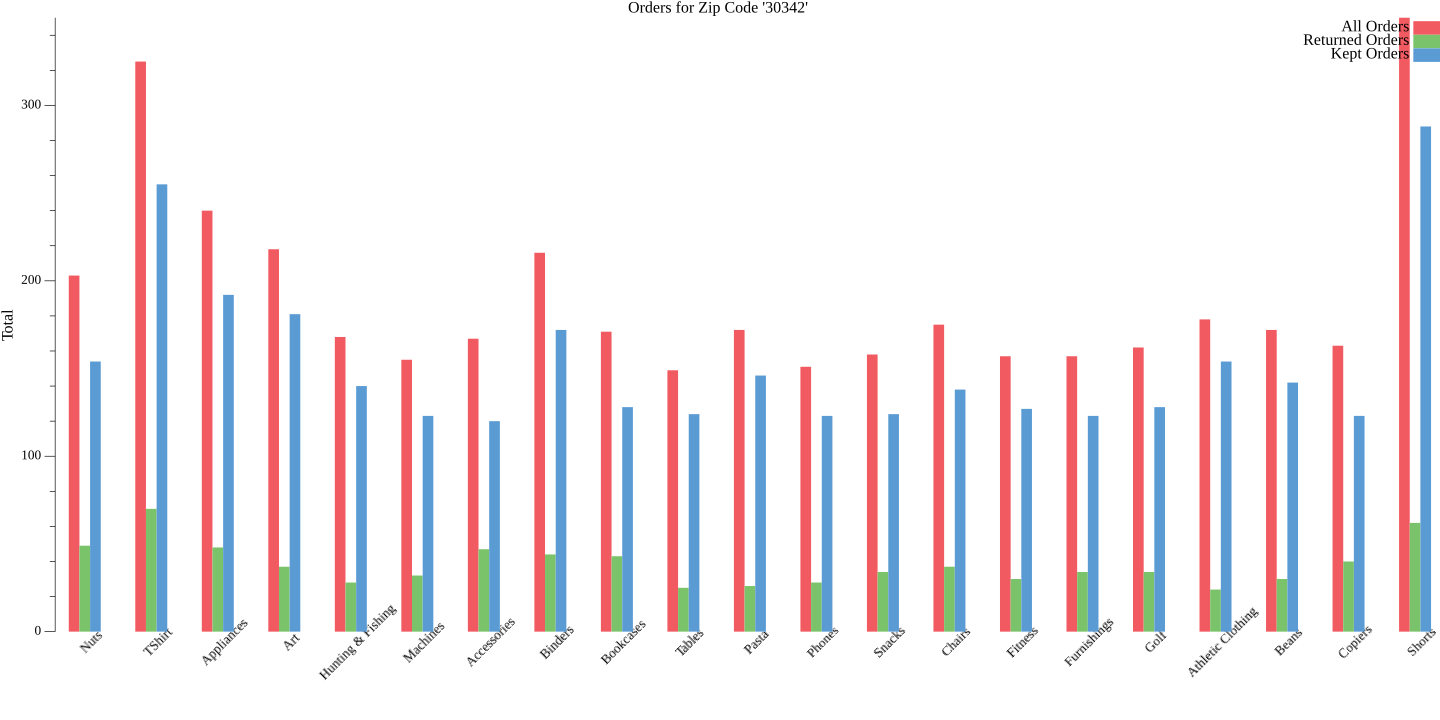 Orders for Zip Code '30342'
All Orders
Returned Orders
Kept Orders
300
200
100
0
Total
Nuts
TShirt
Appliances
Art
Hunting & Fishing
Machines
Accessories
Binders
Bookcases
Tables
Pasta
Phones
Snacks
Chairs
Fitness
Furnishings
Golf
Athletic Clothing
Beans
Copiers
Shorts